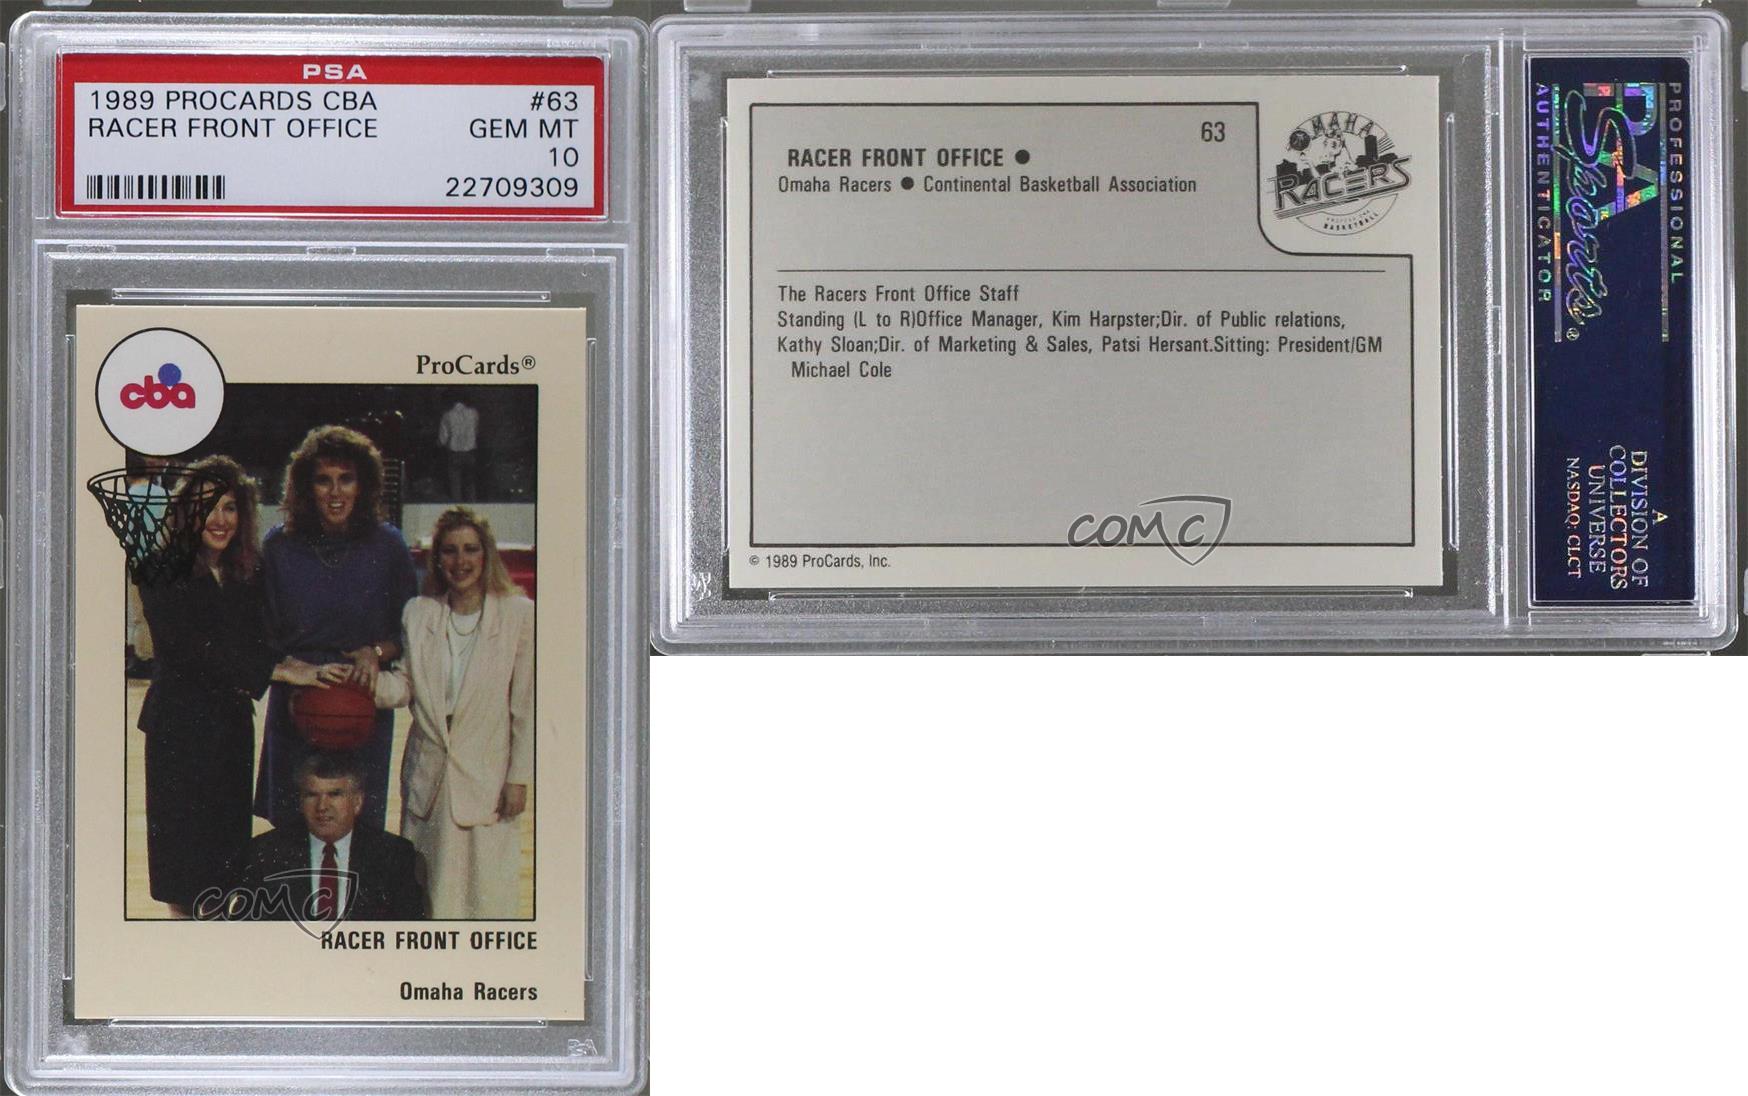 PSA
1989 PROCARDS CBA #63
RACER FRONT OFFICE GEM MT
10
22709309
cba
ProCards®
COMC
RACER FRONT OFFICE
Omaha Racers
PSA
63
RACER FRONT OFFICE ●
Omaha Racers ● Continental Basketball Association
OMAHA
RACERS
BASKETBALL
The Racers Front Office Staff
Standing (L to R)Office Manager, Kim Harpster;Dir. of Public relations,
Kathy Sloan;Dir. of Marketing & Sales, Patsi Hersant.Sitting: President/GM
Michael Cole
COMC
© 1989 ProCards, Inc.
PROFESSIONAL
PSA
Sports®
AUTHENTICATOR
A
DIVISION OF
COLLECTORS
UNIVERSE
NASDAQ: CLCT